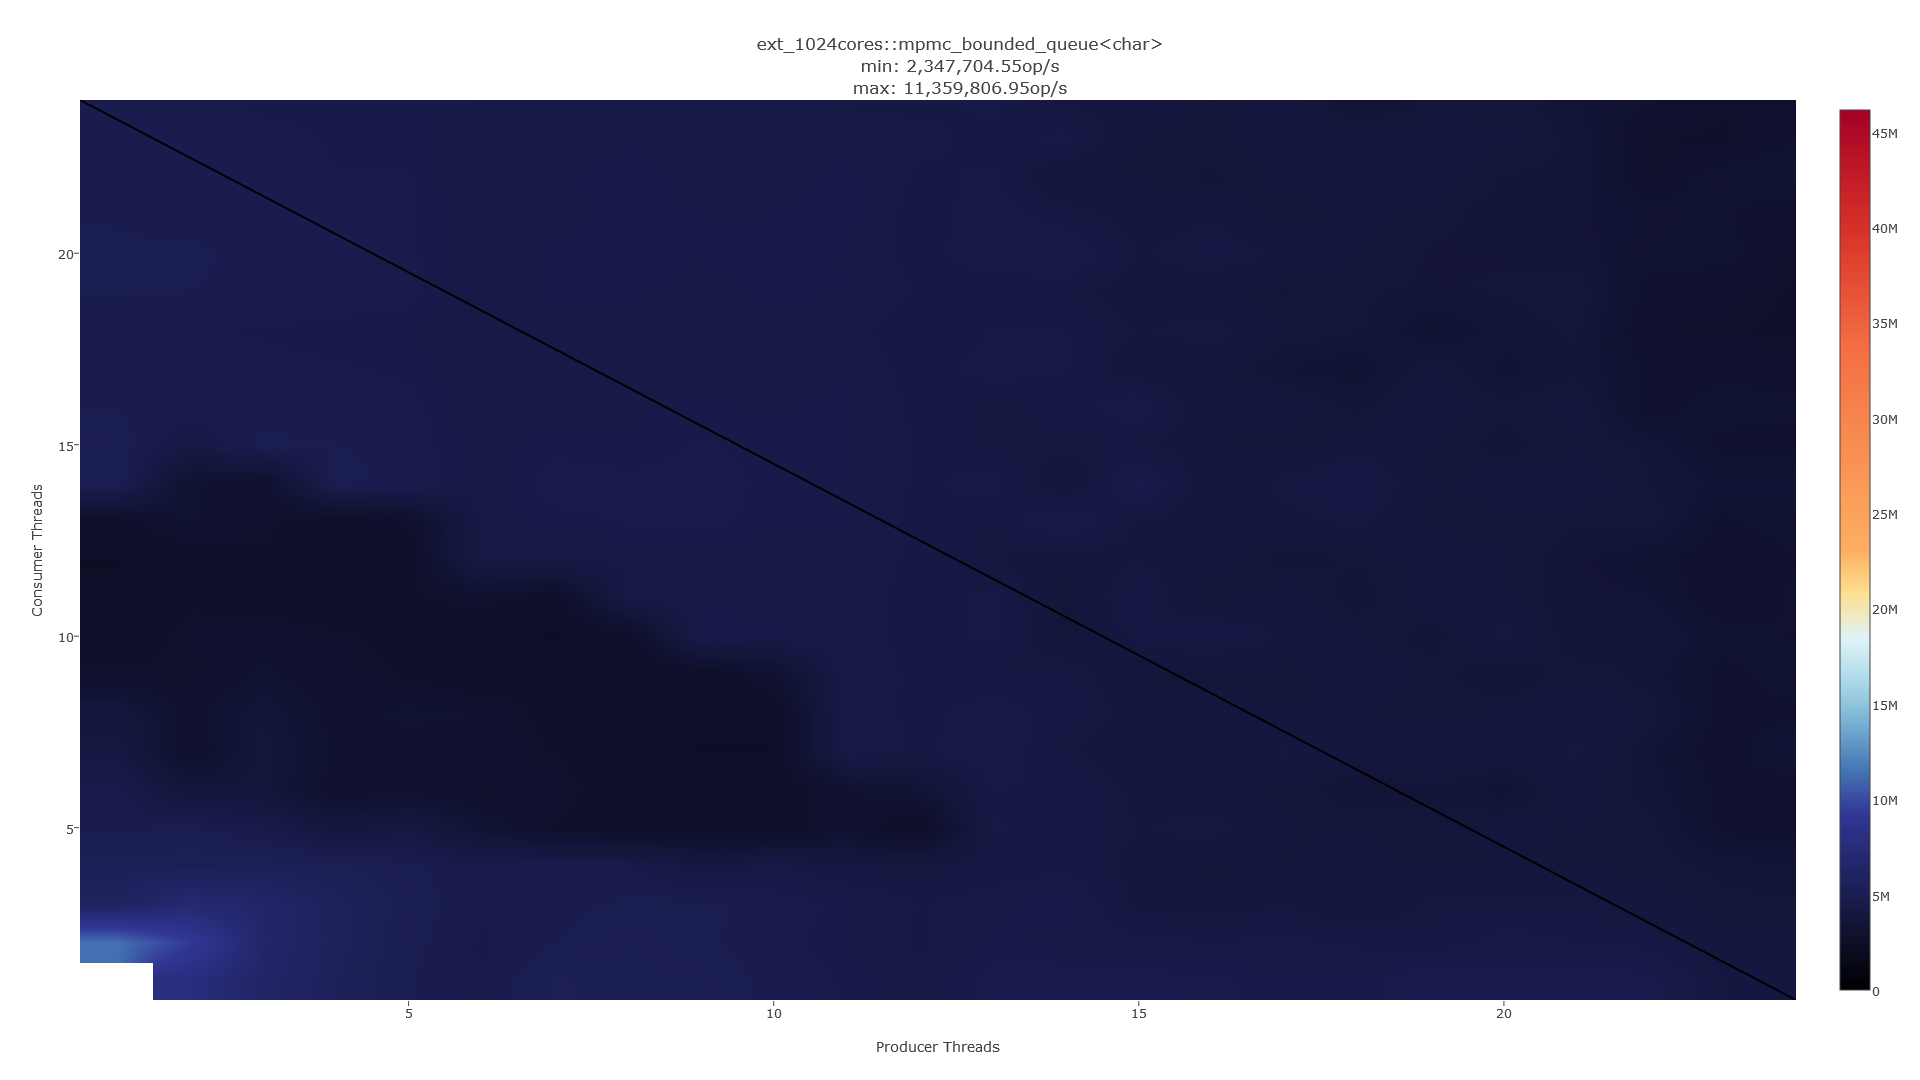 ext_1024cores::mpmc_bounded_queue<char>
min: 2,347,704.55op/s
max: 11,359,806.95op/s
45M
40M
35M
30M
25M
20M
15M
10M
5M
0
20
15
10
5
Consumer Threads
5
10
15
20
Producer Threads